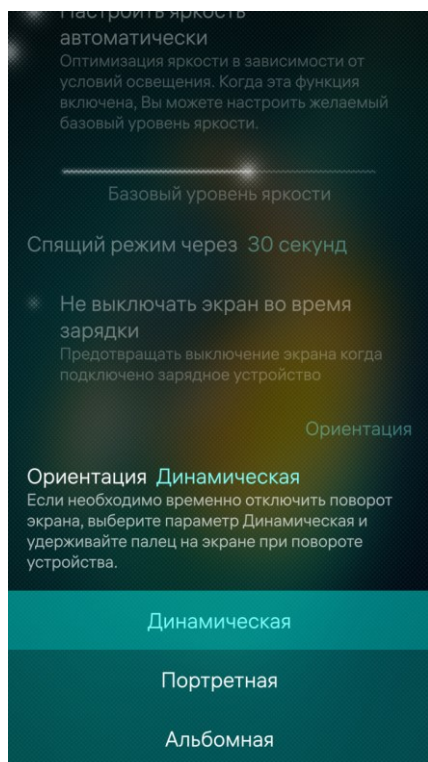 Настроить яркость
автоматически
Оптимизация яркости в зависимости от
условий освещения. Когда эта функция
включена, Вы можете настроить желаемый
базовый уровень яркости.
Базовый уровень яркости
Спящий режим через 30 секунд
Не выключать экран во время
зарядки
Предотвращать выключение экрана когда
подключено зарядное устройство
Ориентация
Ориентация Динамическая
Если необходимо временно отключить поворот
экрана, выберите параметр Динамическая и
удерживайте палец на экране при повороте
устройства.
Динамическая
Портретная
Альбомная